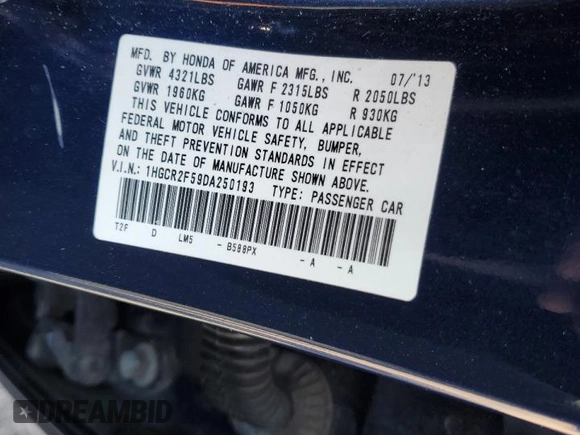 MFD. BY HONDA OF AMERICA MFG., INC. 07/'13
GVWR 4321LBS GAWR F 2315LBS R 2050LBS
GVWR 1960KG GAWR F 1050KG R 930KG
THIS VEHICLE CONFORMS TO ALL APPLICABLE
FEDERAL MOTOR VEHICLE SAFETY, BUMPER,
AND THEFT PREVENTION STANDARDS IN EFFECT
ON THE DATE OF MANUFACTURE SHOWN ABOVE.
V.I.N.: 1HGCR2F59DA250193 TYPE: PASSENGER CAR
T2F D LM5 - B588PX - A - A
DREAMBID